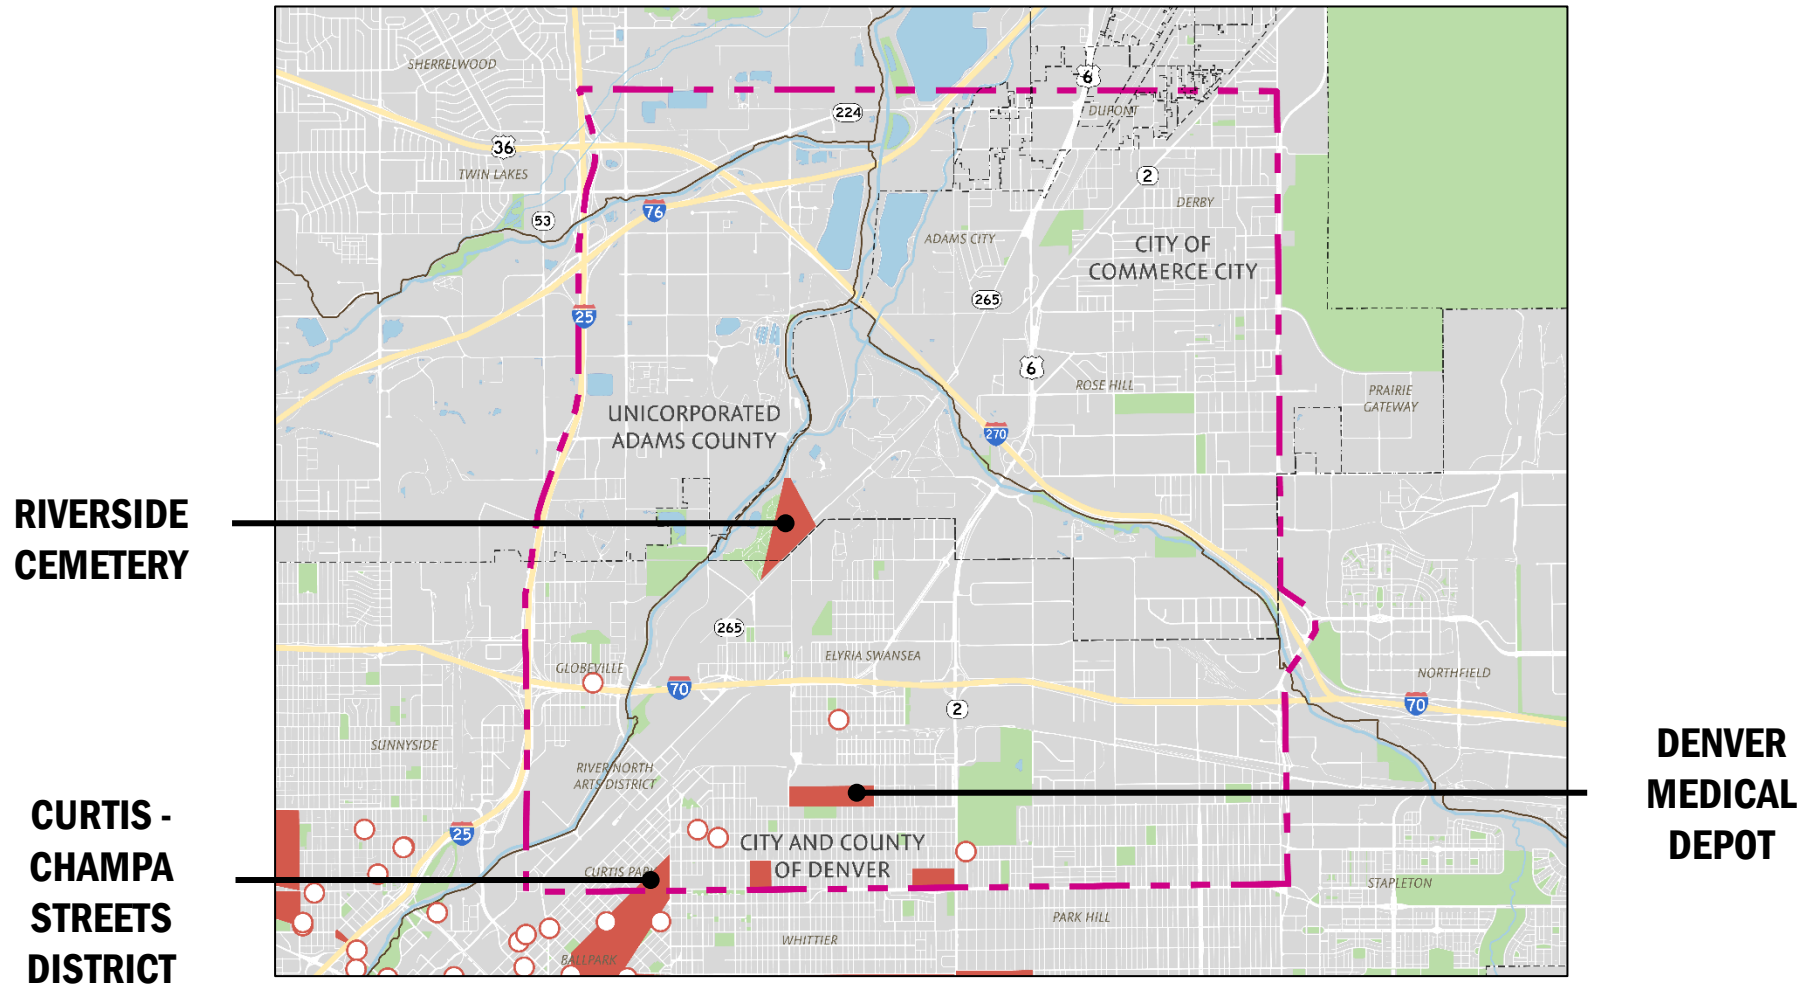 SHERRELWOOD
6
224
DUPONT
36
TWIN LAKES
2
76
53
DERBY
ADAMS CITY
CITY OF
COMMERCE CITY
265
25
6
ROSE HILL
PRAIRIE
GATEWAY
UNICORPORATED
ADAMS COUNTY
270
RIVERSIDE
CEMETERY
265
ELYRIA SWANSEA
GLOBEVILLE
NORTHFIELD
70
70
2
SUNNYSIDE
RIVER NORTH
ARTS DISTRICT
DENVER
MEDICAL
DEPOT
25
CITY AND COUNTY
OF DENVER
CURTIS -
CHAMPA
STREETS
DISTRICT
CURTIS PARK
STAPLETON
PARK HILL
WHITTIER
BALLPARK